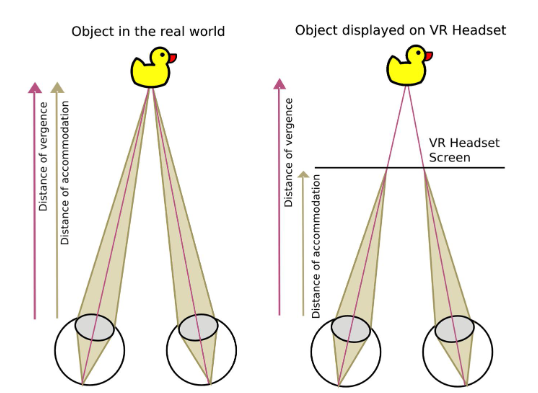 Object in the real world
Distance of vergence
Distance of accommodation
Object displayed on VR Headset
Distance of vergence
Distance of accommodation
VR Headset
Screen